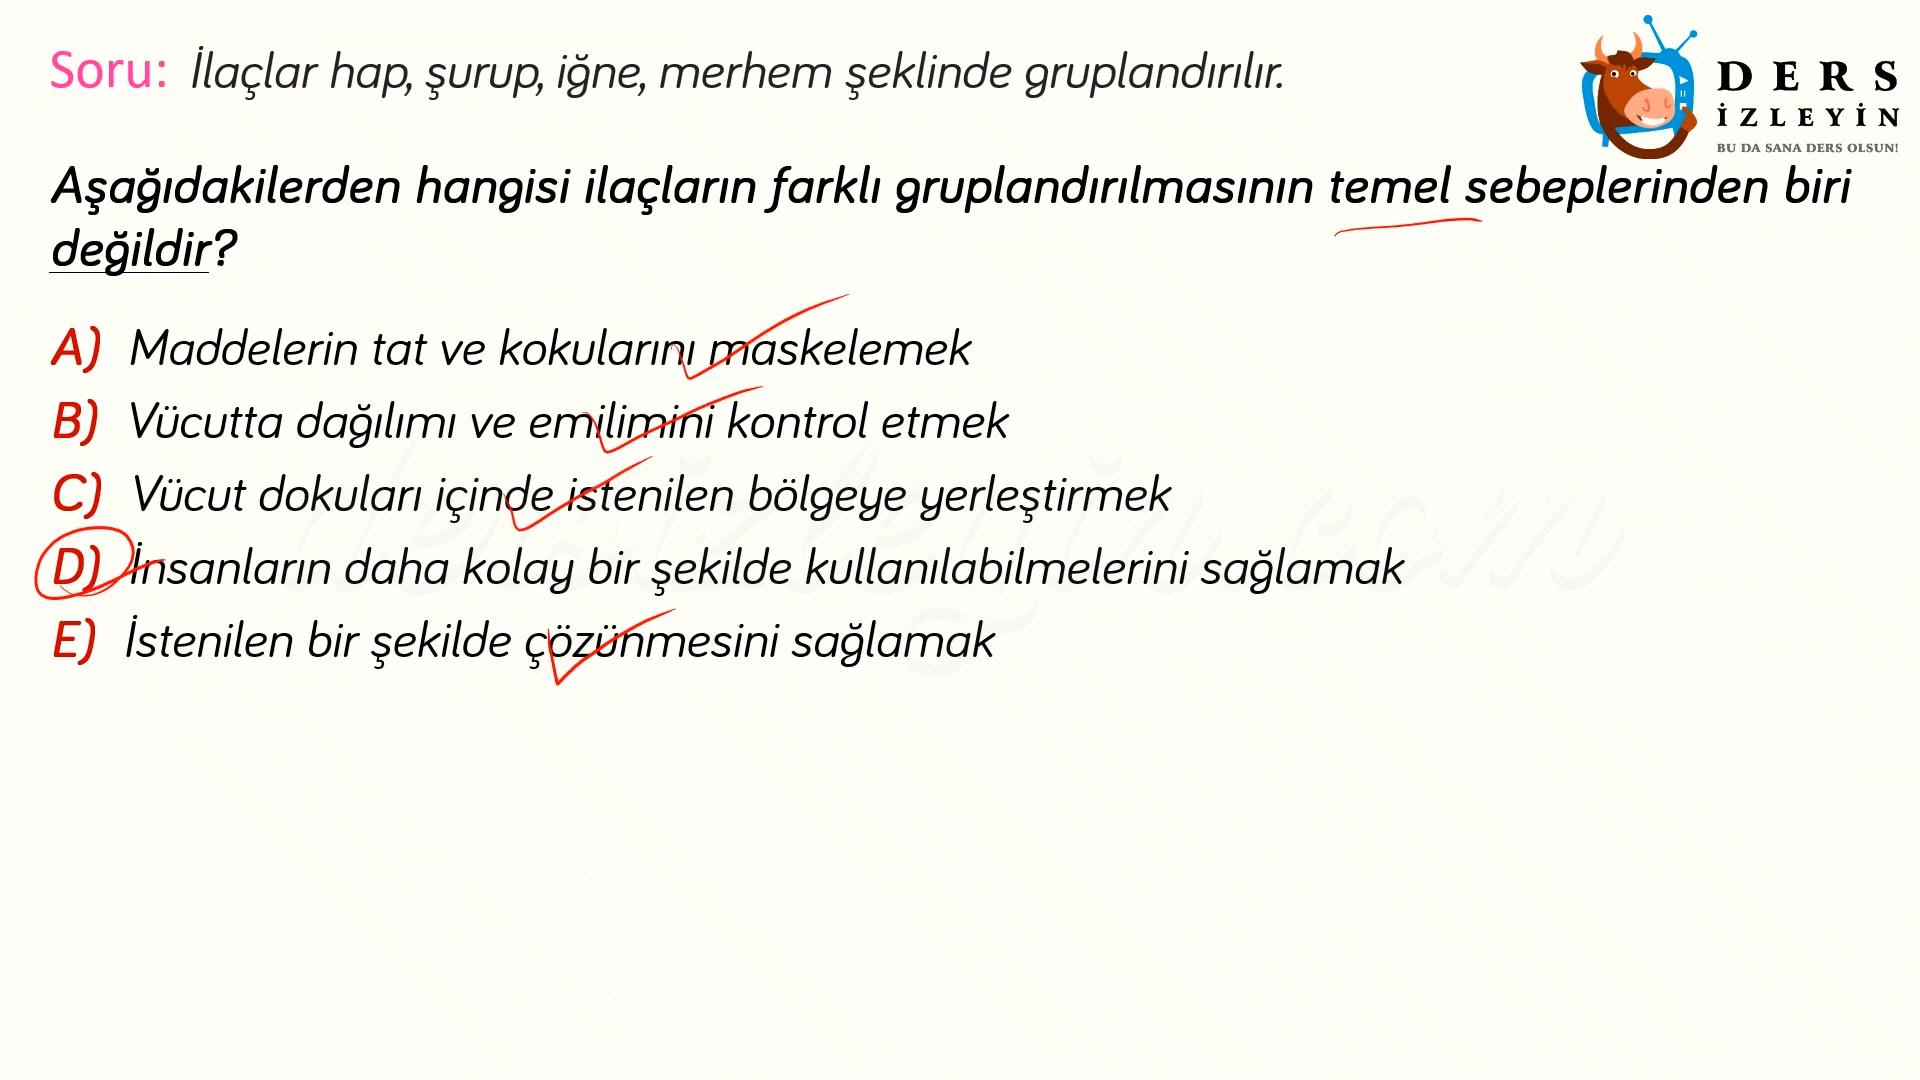 Soru: İlaçlar hap, şurup, iğne, merhem şeklinde gruplandırılır.
DERS
İZLEYİN
BU DA SANA DERS OLSUN!
Aşağıdakilerden hangisi ilaçların farklı gruplandırılmasının temel sebeplerinden biri
değildir?
A) Maddelerin tat ve kokularını maskelemek
B) Vücutta dağılımı ve emilimini kontrol etmek
C) Vücut dokuları içinde istenilen bölgeye yerleştirmek
D) İnsanların daha kolay bir şekilde kullanılabilmelerini sağlamak
E) İstenilen bir şekilde çözünmesini sağlamak